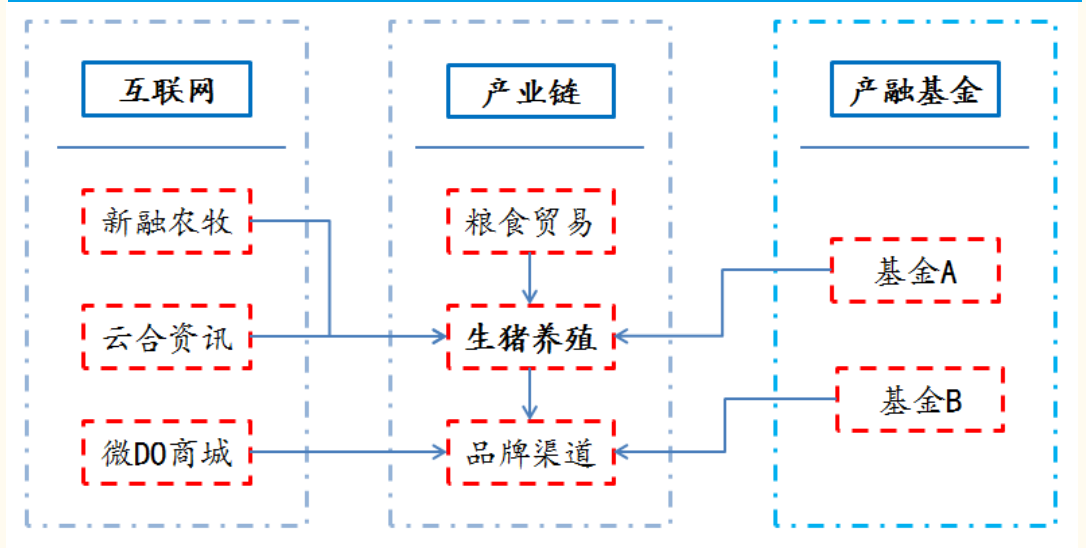 互联网
新融农牧
云合资讯
微DO商城
产业链
粮食贸易
生猪养殖
品牌渠道
产融基金
基金A
基金B